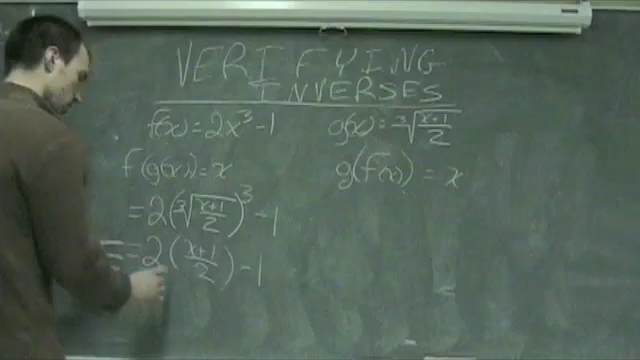 VERIFYING
INVERSES
f(x) = 2x³ - 1
g(x) = ∛((x+1)/2)
f(g(x)) = x
g(f(x)) = x
= 2(∛((x+1)/2))³ - 1
= 2((x+1)/2) - 1